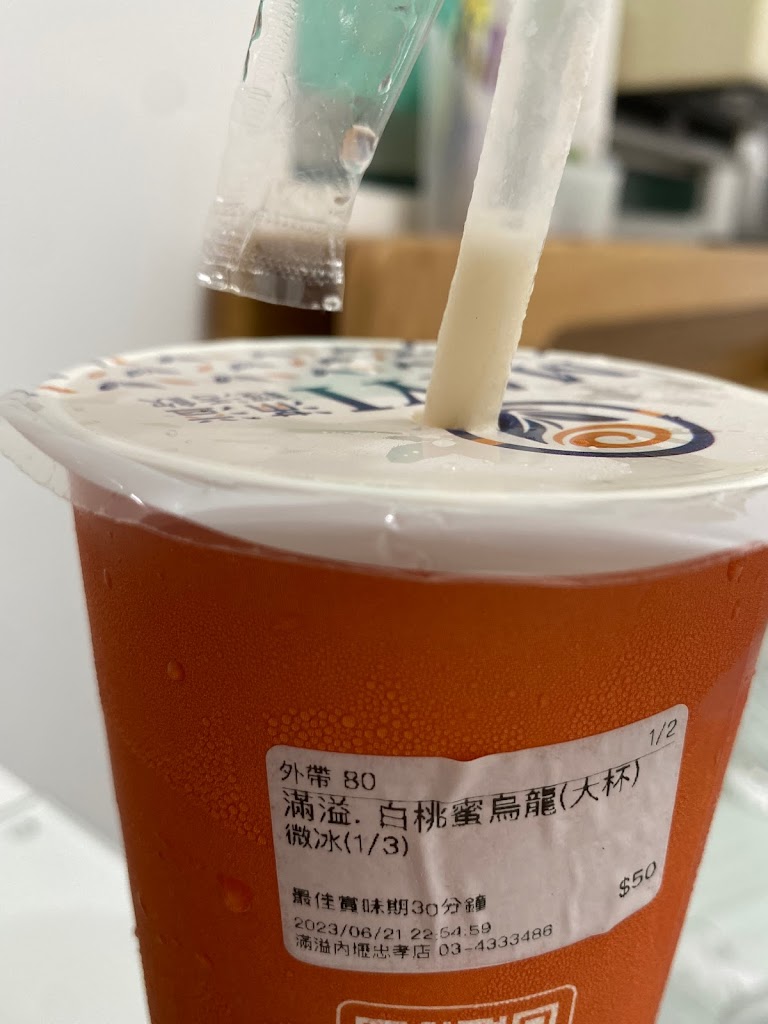 外帶 80
1/2
滿溢. 白桃蜜烏龍(大杯)
微冰(1/3)
$50
最佳賞味期30分鐘
2023/06/21 22:54:59
滿溢內壢忠孝店 03-4333486